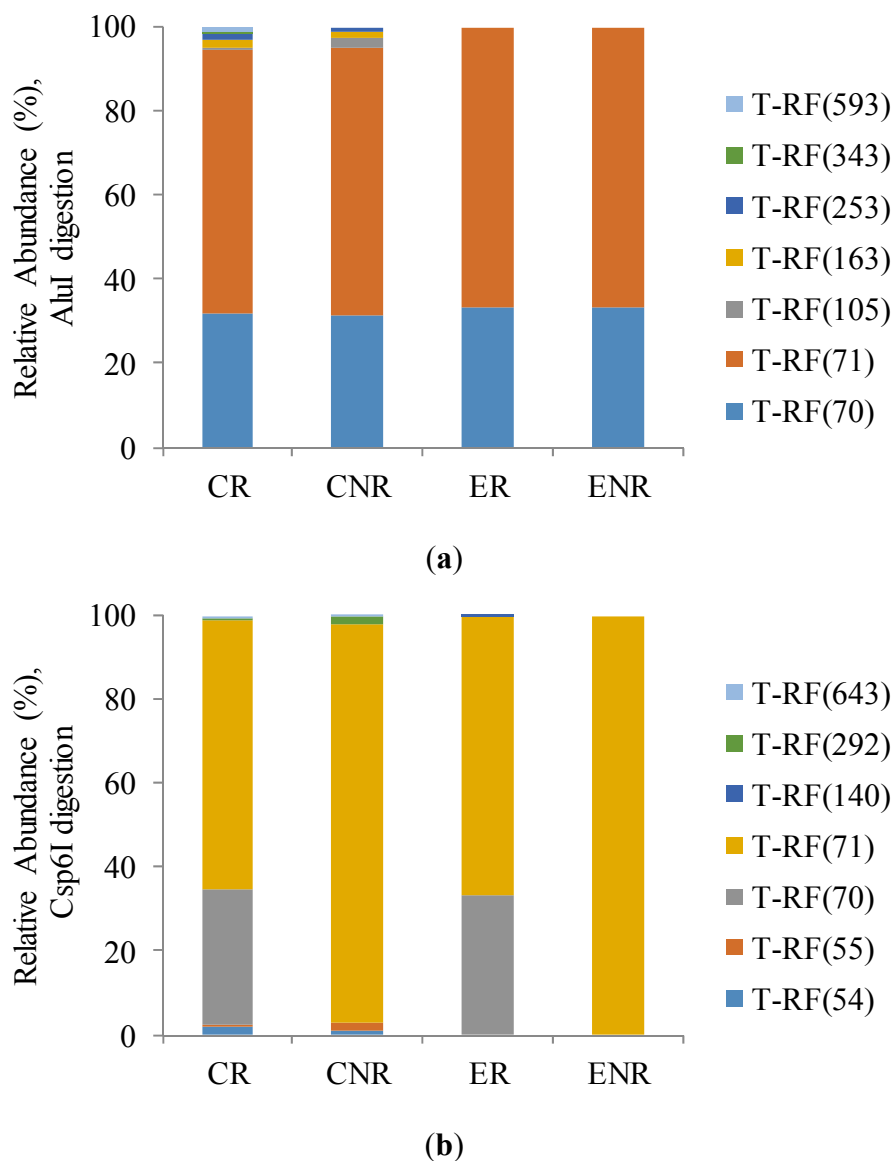 Relative Abundance (%),
AluI digestion
100
80
60
40
20
0
CR CNR ER ENR
T-RF(593)
T-RF(343)
T-RF(253)
T-RF(163)
T-RF(105)
T-RF(71)
T-RF(70)
(a)
Relative Abundance (%),
Csp6I digestion
100
80
60
40
20
0
CR CNR ER ENR
T-RF(643)
T-RF(292)
T-RF(140)
T-RF(71)
T-RF(70)
T-RF(55)
T-RF(54)
(b)